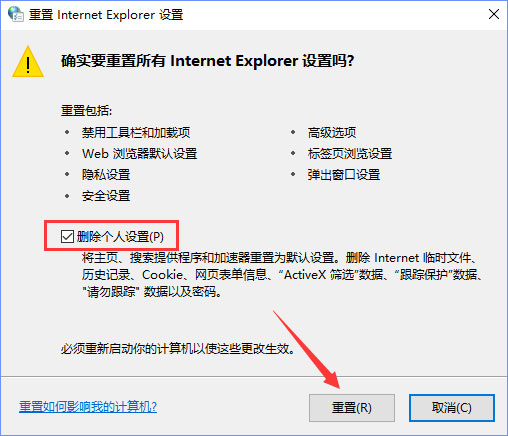 重置 Internet Explorer 设置
确实要重置所有 Internet Explorer 设置吗?
重置包括:
• 禁用工具栏和加载项
• 高级选项
• Web 浏览器默认设置
• 标签页浏览设置
• 隐私设置
• 弹出窗口设置
• 安全设置
删除个人设置(P)
将主页、搜索提供程序和加速器重置为默认设置。删除 Internet 临时文件、
历史记录、Cookie、网页表单信息、“ActiveX 筛选”数据、“跟踪保护”数据、
"请勿跟踪" 数据以及密码。
必须重新启动你的计算机以使这些更改生效。
重置如何影响我的计算机?
重置(R)
取消(C)